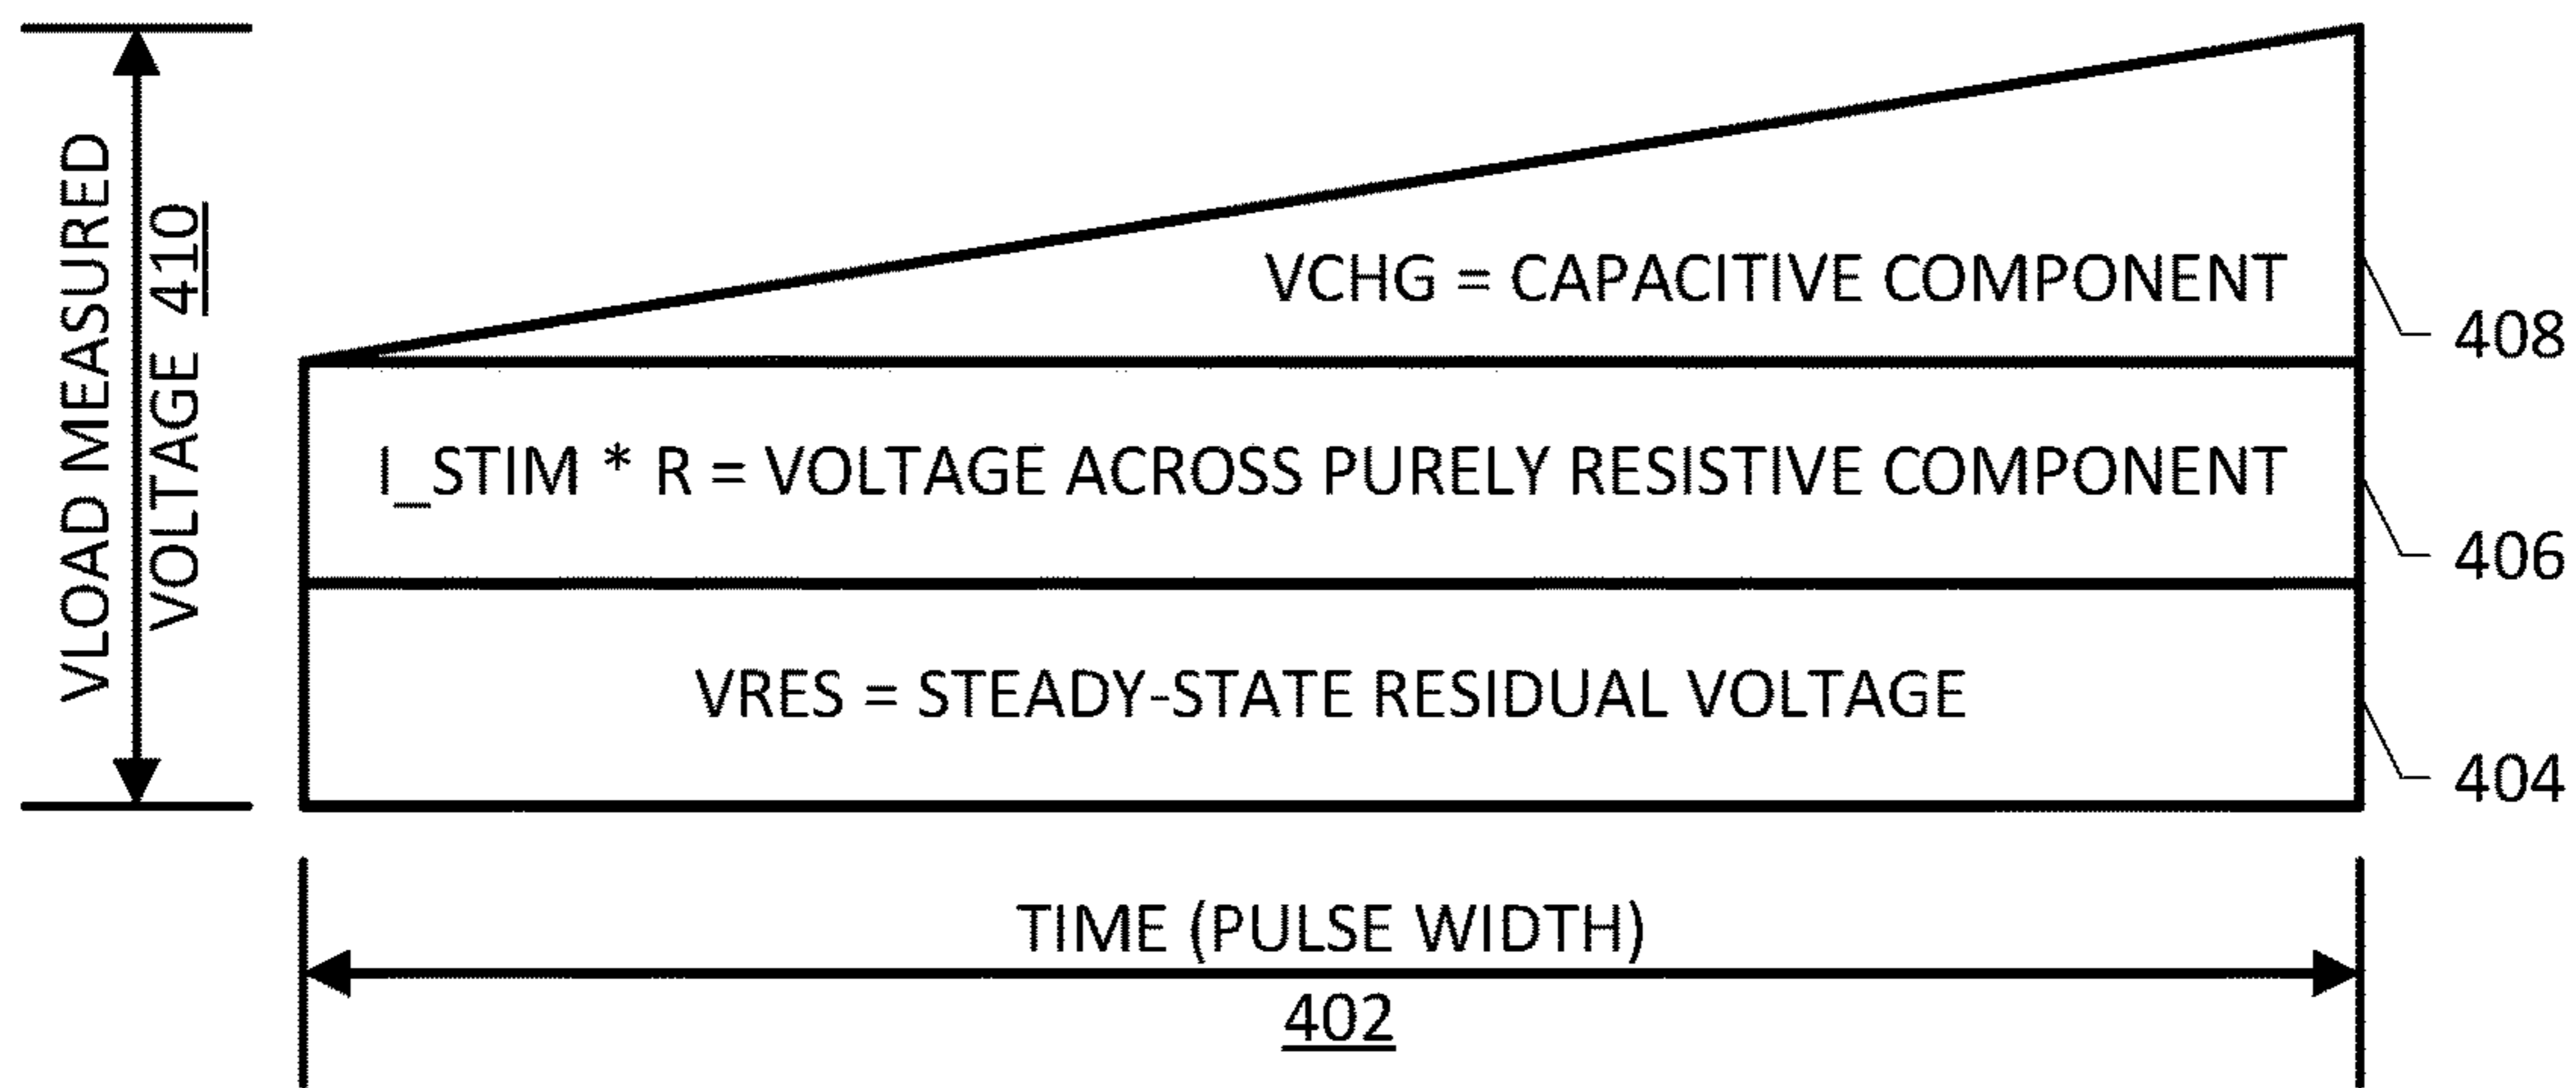 VLOAD MEASURED
VOLTAGE 410
VCHG = CAPACITIVE COMPONENT
408
I_STIM * R = VOLTAGE ACROSS PURELY RESISTIVE COMPONENT
406
VRES = STEADY-STATE RESIDUAL VOLTAGE
404
TIME (PULSE WIDTH)
402